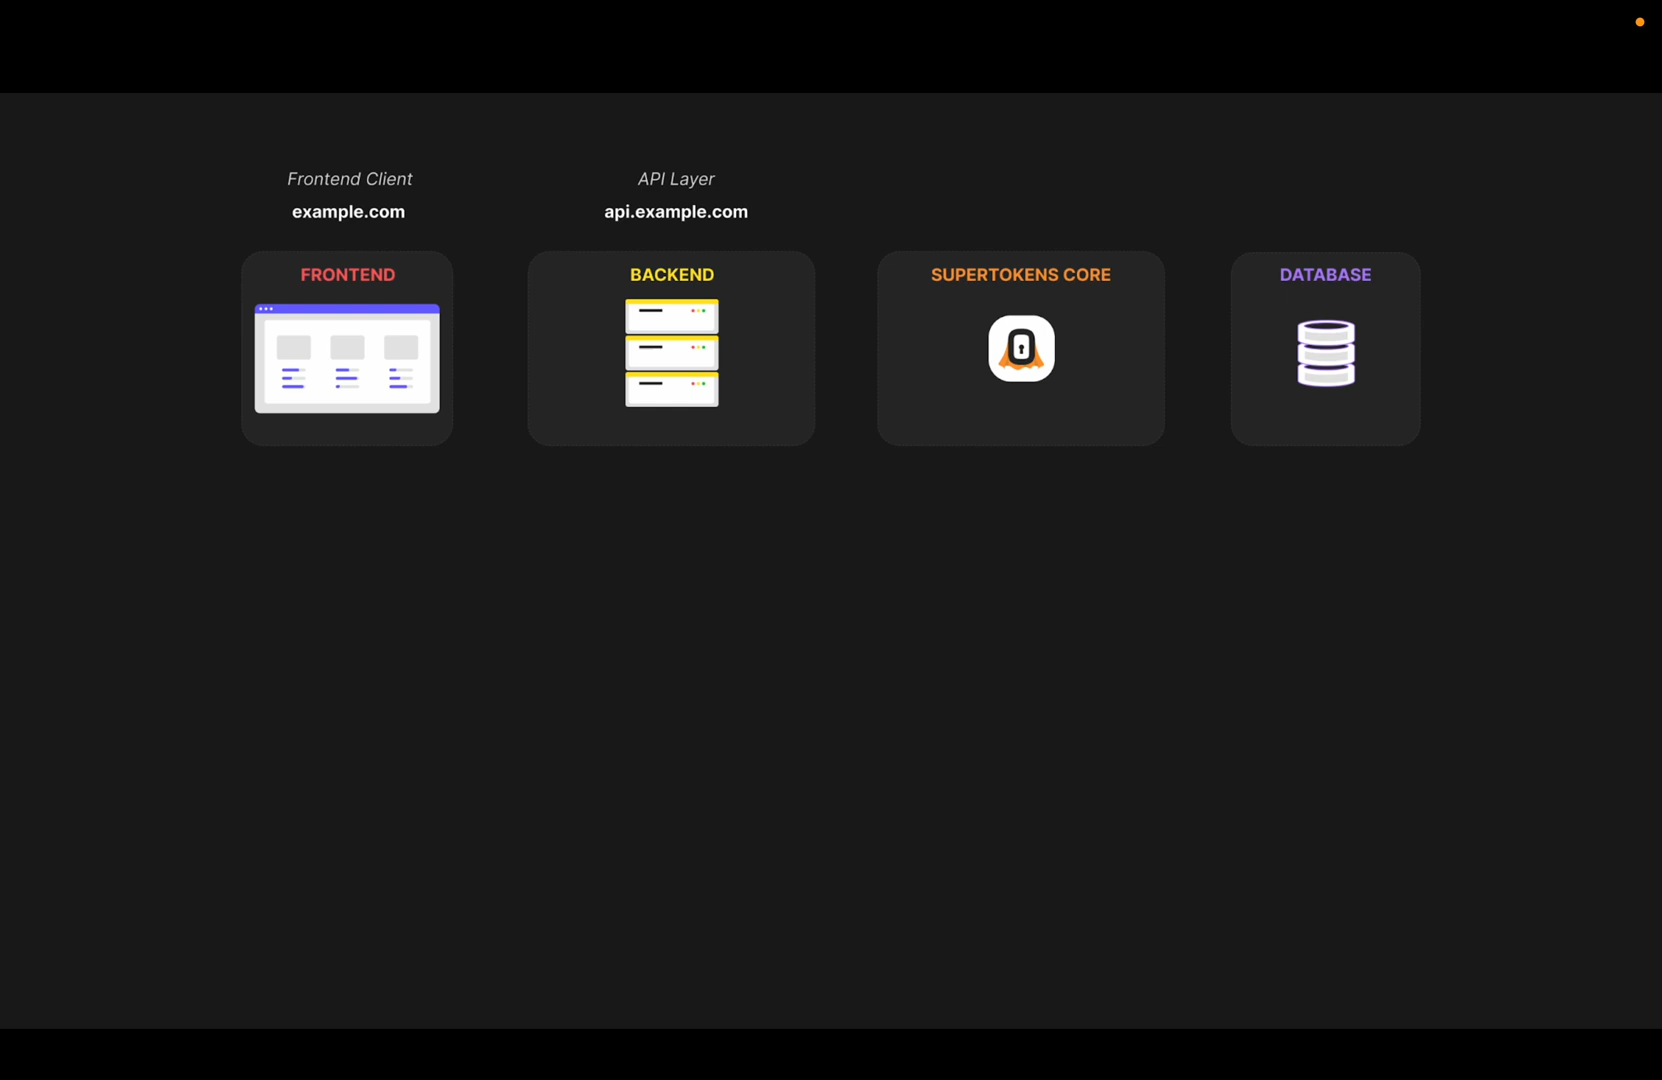 Frontend Client
example.com
API Layer
api.example.com
FRONTEND
BACKEND
SUPERTOKENS CORE
DATABASE